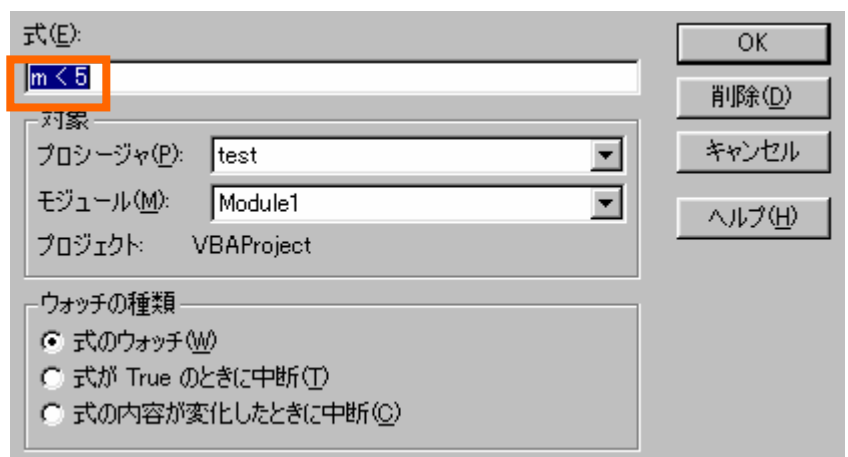 式(E):
m < 5
OK
削除(D)
キャンセル
ヘルプ(H)
対象
プロシージャ(P): test
モジュール(M): Module1
プロジェクト: VBAProject
ウォッチの種類
式のウォッチ(W)
式が True のときに中断(T)
式の内容が変化したときに中断(C)